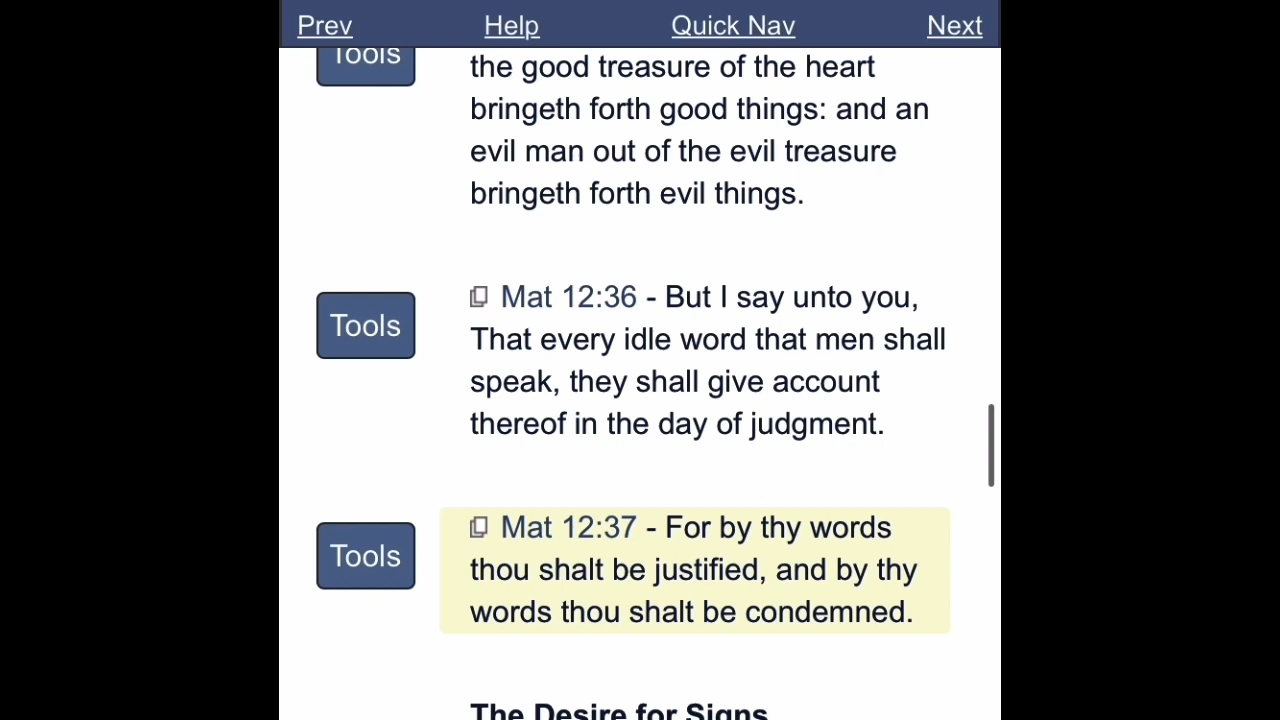 Prev Help Quick Nav Next
Tools
the good treasure of the heart
bringeth forth good things: and an
evil man out of the evil treasure
bringeth forth evil things.
Tools
Mat 12:36 - But I say unto you,
That every idle word that men shall
speak, they shall give account
thereof in the day of judgment.
Tools
Mat 12:37 - For by thy words
thou shalt be justified, and by thy
words thou shalt be condemned.
The Desire for Signs